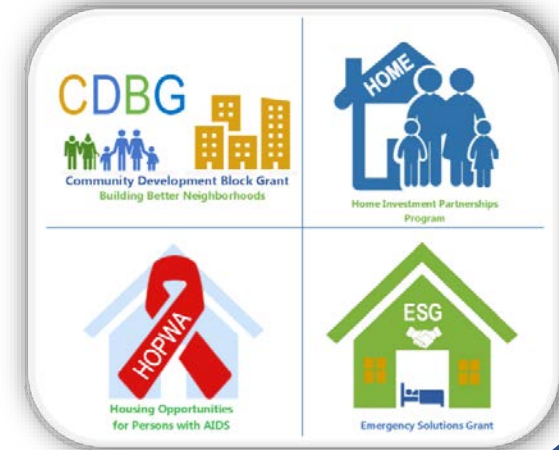 CDBG
Community Development Block Grant
Building Better Neighborhoods
HOME
Home Investment Partnerships
Program
HOPWA
Housing Opportunities
for Persons with AIDS
ESG
Emergency Solutions Grant